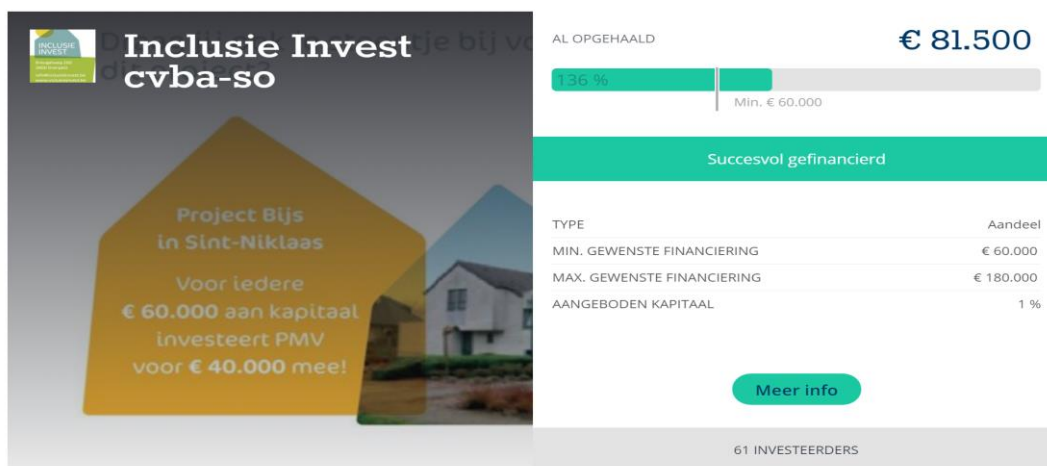 INCLUSIE
INVEST
Inclusie Invest
cvba-so
Project Bijs
in Sint-Niklaas
Voor iedere
€ 60.000 aan kapitaal
investeert PMV
voor € 40.000 mee!
AL OPGEHAALD
€ 81.500
136 %
Min. € 60.000
Succesvol gefinancierd
TYPE Aandeel
MIN. GEWENSTE FINANCIERING € 60.000
MAX. GEWENSTE FINANCIERING € 180.000
AANGEBODEN KAPITAAL 1 %
Meer info
61 INVESTEERDERS